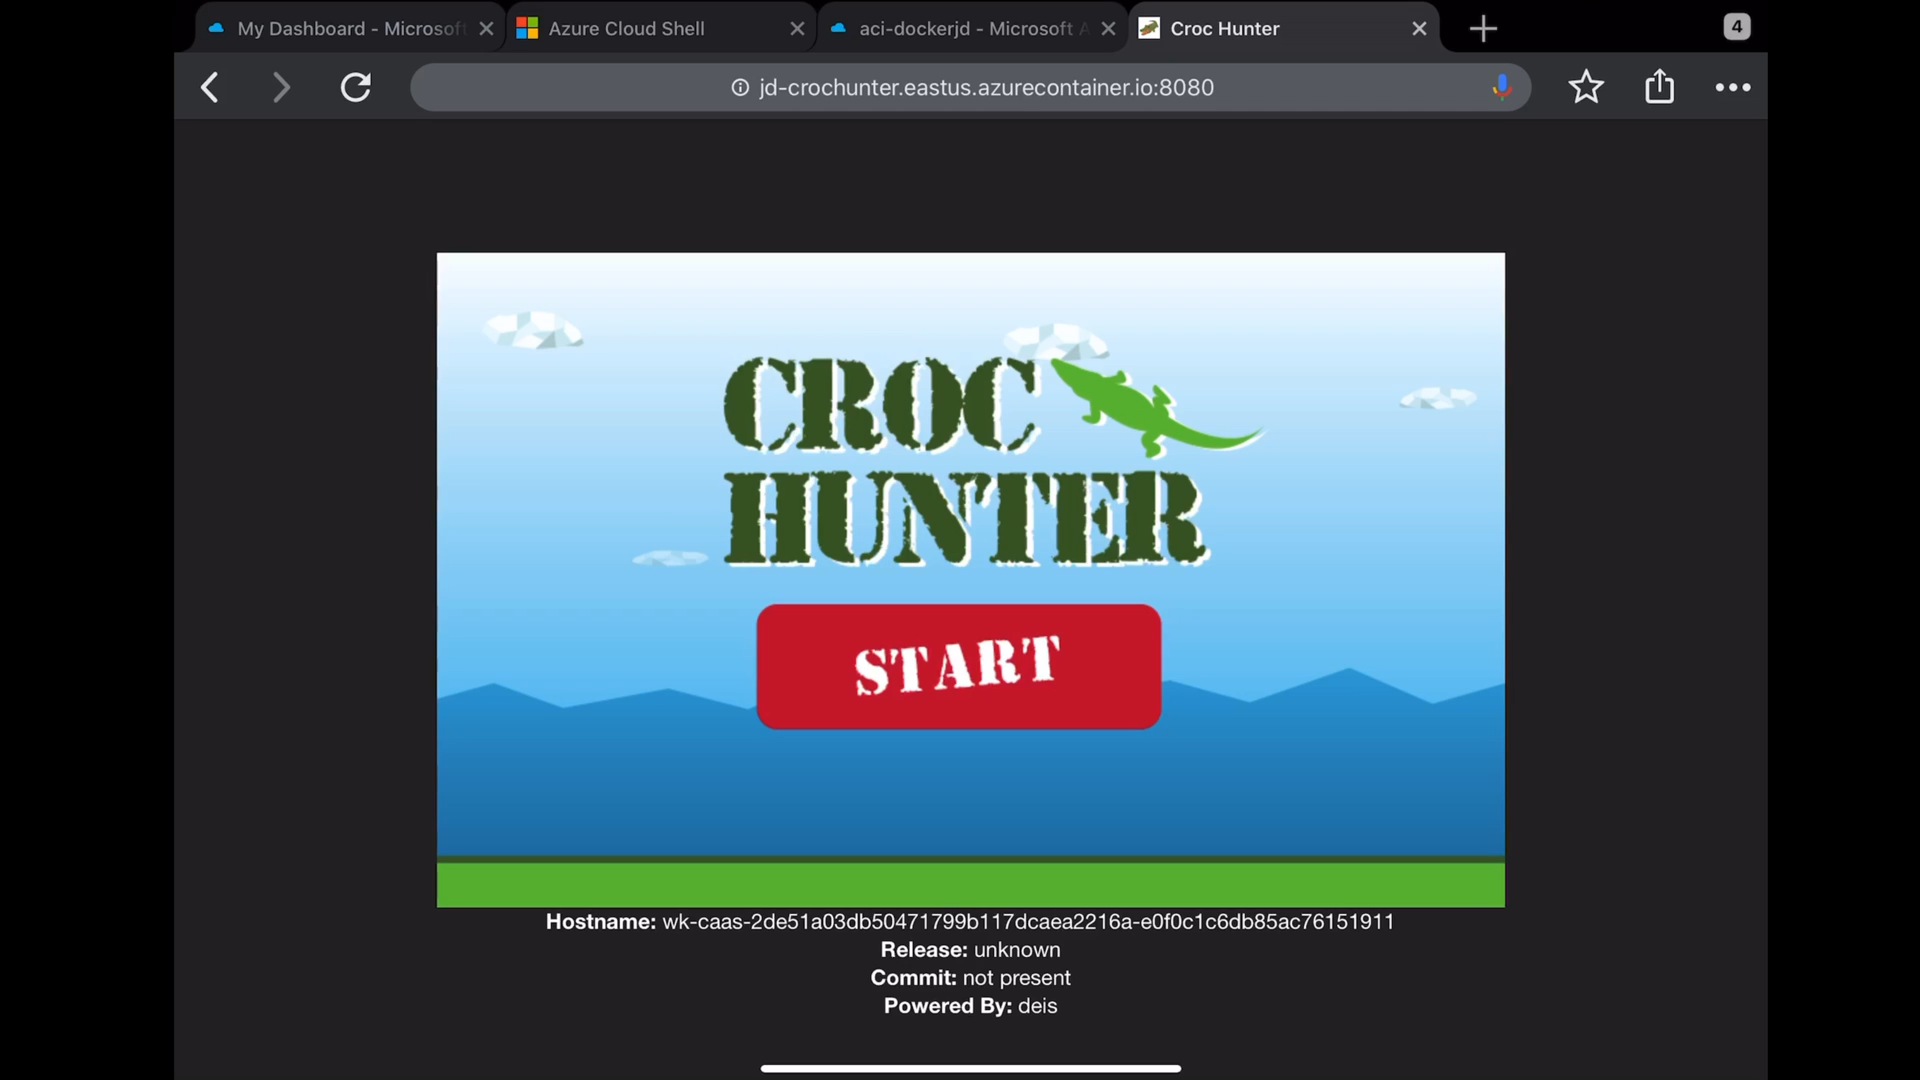 My Dashboard - Microsoft
Azure Cloud Shell
aci-dockerjd - Microsoft A
Croc Hunter
4
jd-crochunter.eastus.azurecontainer.io:8080
CROC
HUNTER
START
Hostname: wk-caas-2de51a03db50471799b117dcaea2216a-e0f0c1c6db85ac76151911
Release: unknown
Commit: not present
Powered By: deis